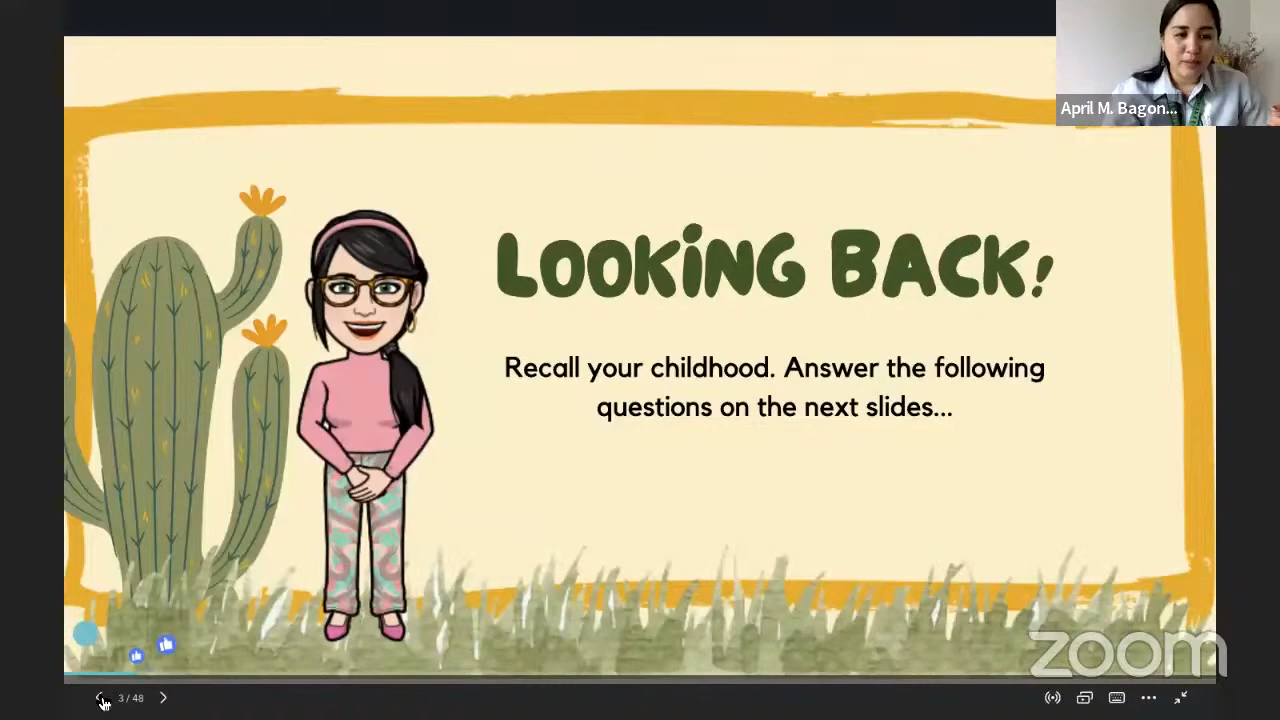 April M. Bagon...
LOOKING BACK!
Recall your childhood. Answer the following
questions on the next slides...
zoom
3 / 48